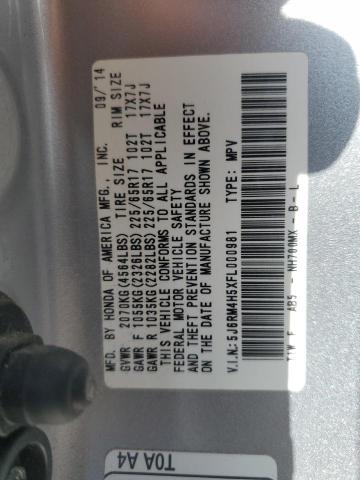 MFD. BY HONDA OF AMERICA MFG., INC. 09/'14
GVWR 2070KG(4564LBS) TIRE SIZE RIM SIZE
GAWR F 1055KG(2326LBS) 225/65R17 102T 17X7J
GAWR R 1035KG(2282LBS) 225/65R17 102T 17X7J
THIS VEHICLE CONFORMS TO ALL APPLICABLE
FEDERAL MOTOR VEHICLE SAFETY
AND THEFT PREVENTION STANDARDS IN EFFECT
ON THE DATE OF MANUFACTURE SHOWN ABOVE.
V.I.N.: 5J6RM4H5XFL000981 TYPE: MPV
T1W F AB5 - NH700MX - B - L
T0A A4